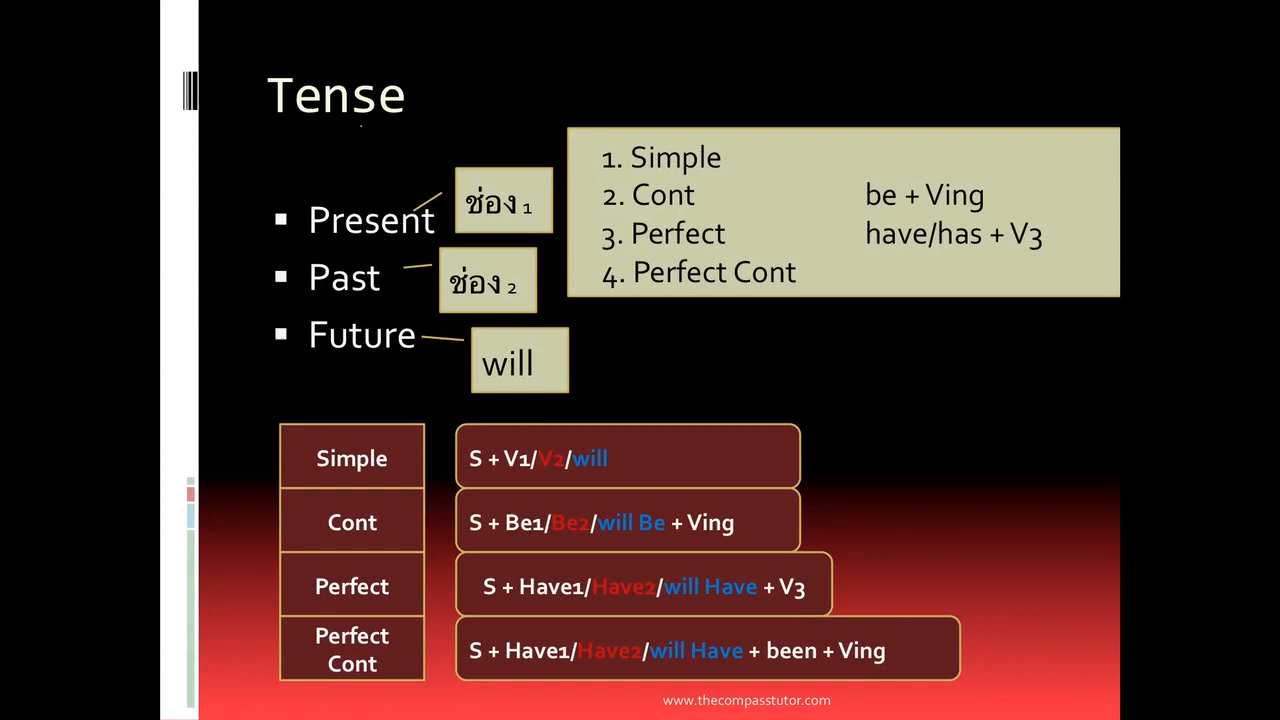 Tense
▪ Present
ช่อง 1
▪ Past
ช่อง 2
▪ Future
will
1. Simple
2. Cont be + Ving
3. Perfect have/has + V3
4. Perfect Cont
Simple
S + V1/V2/will
Cont
S + Be1/Be2/will Be + Ving
Perfect
S + Have1/Have2/will Have + V3
Perfect
Cont
S + Have1/Have2/will Have + been + Ving
www.thecompasstutor.com